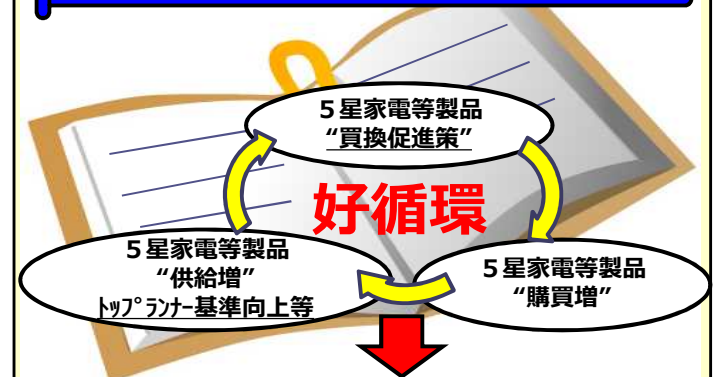 ５星家電等製品
“買換促進策”
好循環
５星家電等製品
“供給増”
ﾄｯﾌﾟﾗﾝﾅｰ基準向上等
５星家電等製品
“購買増”